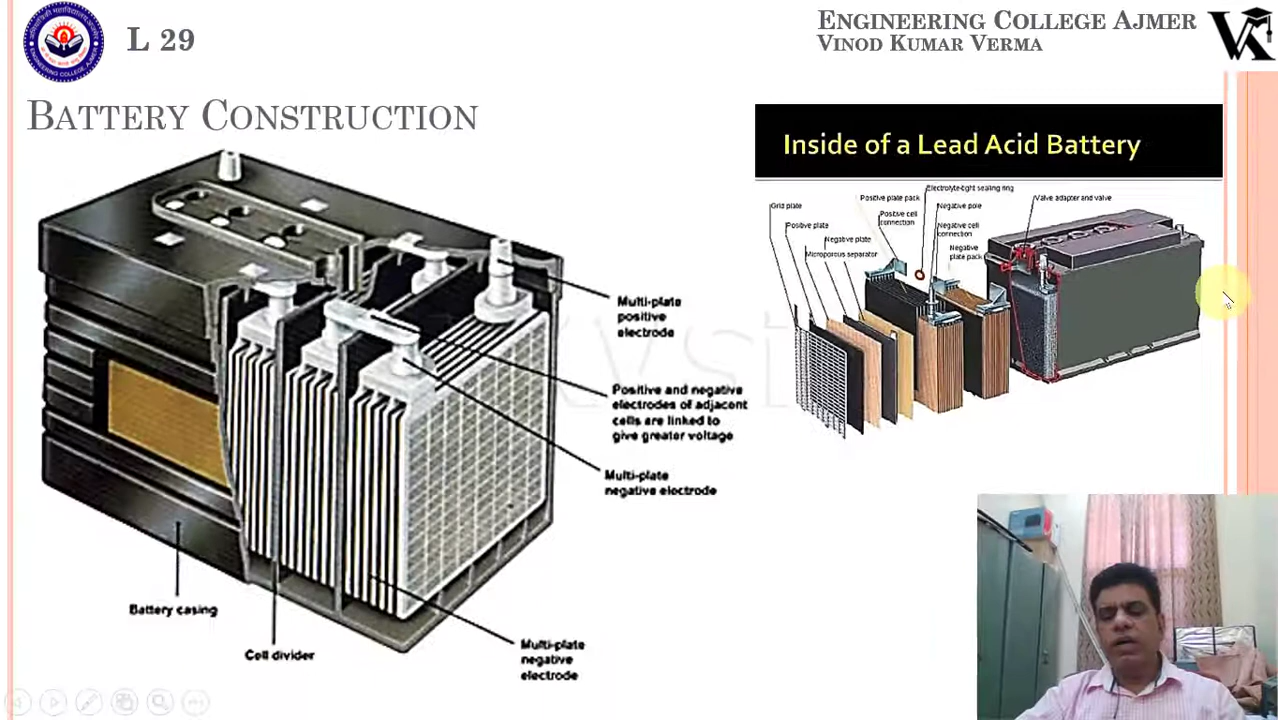 L 29
ENGINEERING COLLEGE AJMER
VINOD KUMAR VERMA
BATTERY CONSTRUCTION
Multi-plate
positive
electrode
Positive and negative
electrodes of adjacent
cells are linked to
give greater voltage
Multi-plate
negative electrode
Battery casing
Cell divider
Multi-plate
negative
electrode
Inside of a Lead Acid Battery
Electrolyte-tight sealing ring
Positive plate pack
Negative pole
Valve adapter and valve
Grid plate
Positive cell
connection
Positive plate
Negative cell
connection
Negative plate
Microporous separator
Negative
plate pack